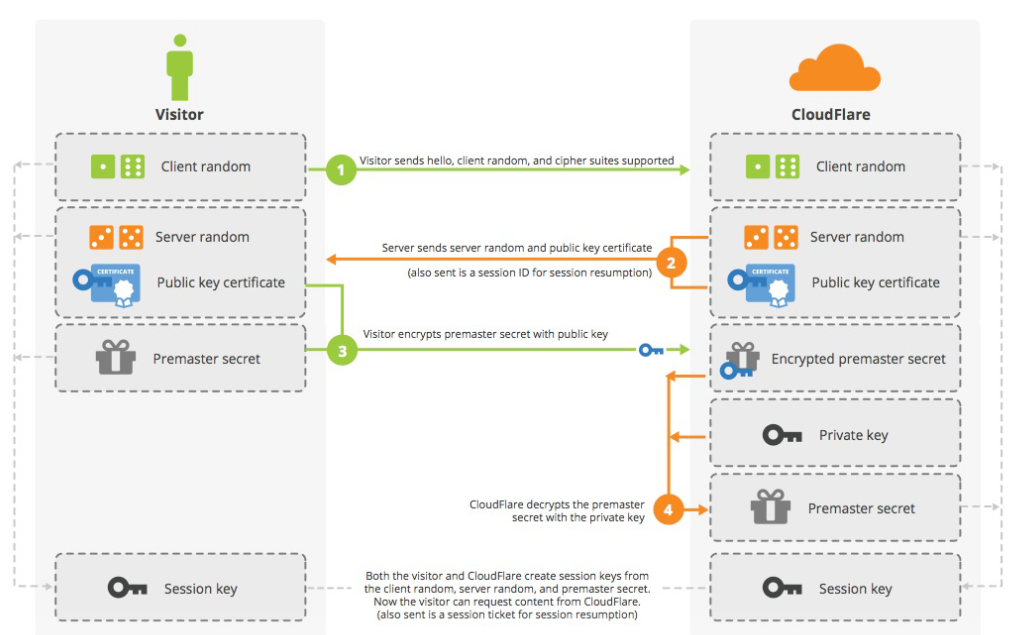 Visitor
CloudFlare
Client random
1
Visitor sends hello, client random, and cipher suites supported
Client random
Server random
Server sends server random and public key certificate
2
(also sent is a session ID for session resumption)
Server random
CERTIFICATE
Public key certificate
CERTIFICATE
Public key certificate
Visitor encrypts premaster secret with public key
3
Premaster secret
Encrypted premaster secret
Private key
CloudFlare decrypts the premaster
secret with the private key
4
Premaster secret
Session key
Both the visitor and CloudFlare create session keys from
the client random, server random, and premaster secret.
Now the visitor can request content from CloudFlare.
(also sent is a session ticket for session resumption)
Session key